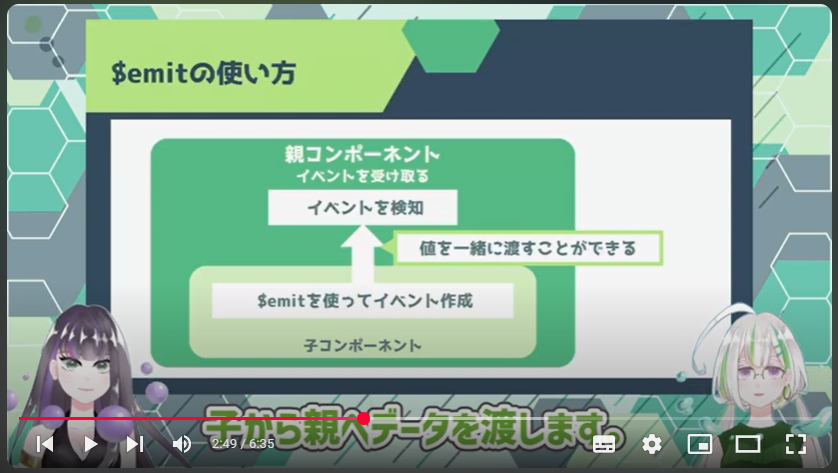 $emitの使い方
親コンポーネント
イベントを受け取る
イベントを検知
値を一緒に渡すことができる
$emitを使ってイベント作成
子コンポーネント
子から親へデータを渡します。
2:49 / 6:35